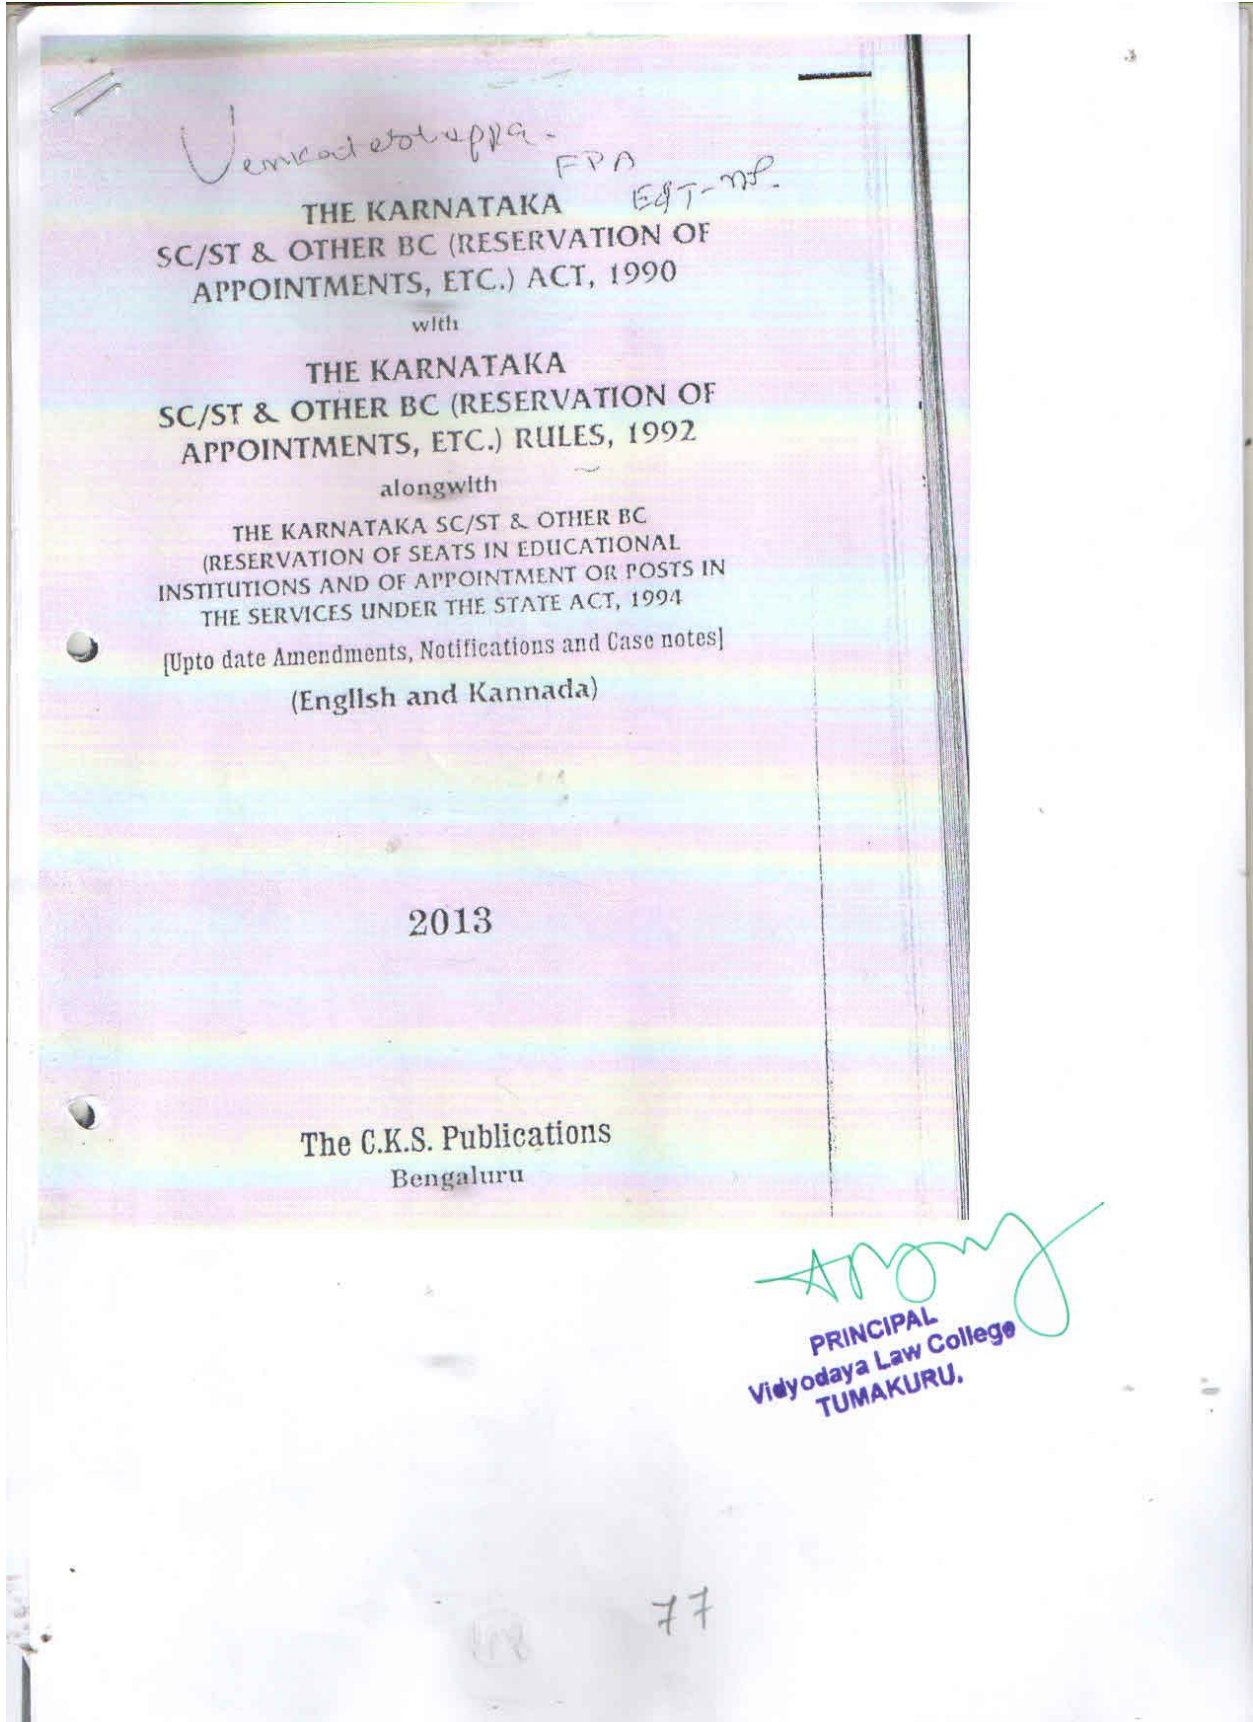 Venkateshappa.
FDA
THE KARNATAKA
SC/ST & OTHER BC (RESERVATION OF
APPOINTMENTS, ETC.) ACT, 1990
with
THE KARNATAKA
SC/ST & OTHER BC (RESERVATION OF
APPOINTMENTS, ETC.) RULES, 1992
alongwith
THE KARNATAKA SC/ST & OTHER BC
(RESERVATION OF SEATS IN EDUCATIONAL
INSTITUTIONS AND OF APPOINTMENT OR POSTS IN
THE SERVICES UNDER THE STATE ACT, 1994
[Upto date Amendments, Notifications and Case notes]
(English and Kannada)
2013
The C.K.S. Publications
Bengaluru
PRINCIPAL
Vidyodaya Law College
TUMAKURU.
77